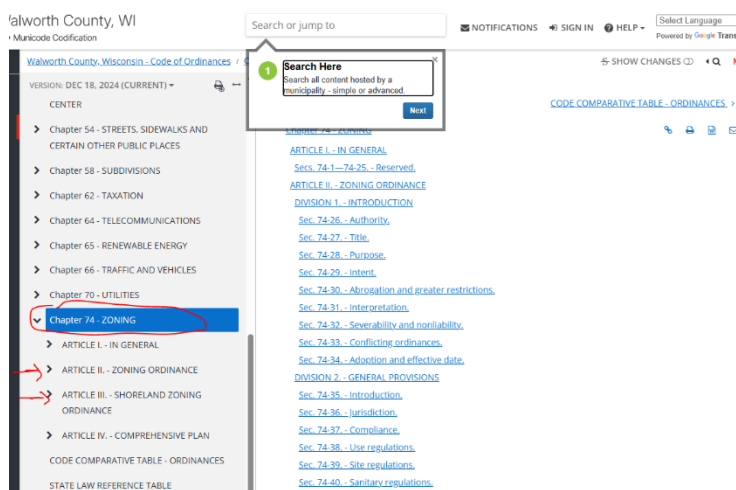 Walworth County, WI
Municode Codification
Search or jump to
NOTIFICATIONS
SIGN IN
HELP
Select Language
Powered by Google Trans
Walworth County, Wisconsin - Code of Ordinances /
SHOW CHANGES
VERSION: DEC 18, 2024 (CURRENT)
1
Search Here
Search all content hosted by a
municipality - simple or advanced.
Next
CODE COMPARATIVE TABLE - ORDINANCES >
CENTER
Chapter 54 - STREETS, SIDEWALKS AND
CERTAIN OTHER PUBLIC PLACES
Chapter 58 - SUBDIVISIONS
Chapter 62 - TAXATION
Chapter 64 - TELECOMMUNICATIONS
Chapter 65 - RENEWABLE ENERGY
Chapter 66 - TRAFFIC AND VEHICLES
Chapter 70 - UTILITIES
Chapter 74 - ZONING
ARTICLE I. - IN GENERAL
ARTICLE II. - ZONING ORDINANCE
ARTICLE III. - SHORELAND ZONING
ORDINANCE
ARTICLE IV. - COMPREHENSIVE PLAN
CODE COMPARATIVE TABLE - ORDINANCES
STATE LAW REFERENCE TABLE
Chapter 74 - ZONING
ARTICLE I. - IN GENERAL
Secs. 74-1—74-25. - Reserved.
ARTICLE II. - ZONING ORDINANCE
DIVISION 1. - INTRODUCTION
Sec. 74-26. - Authority.
Sec. 74-27. - Title.
Sec. 74-28. - Purpose.
Sec. 74-29. - Intent.
Sec. 74-30. - Abrogation and greater restrictions.
Sec. 74-31. - Interpretation.
Sec. 74-32. - Severability and nonliability.
Sec. 74-33. - Conflicting ordinances.
Sec. 74-34. - Adoption and effective date.
DIVISION 2. - GENERAL PROVISIONS
Sec. 74-35. - Introduction.
Sec. 74-36. - Jurisdiction.
Sec. 74-37. - Compliance.
Sec. 74-38. - Use regulations.
Sec. 74-39. - Site regulations.
Sec. 74-40. - Sanitary regulations.